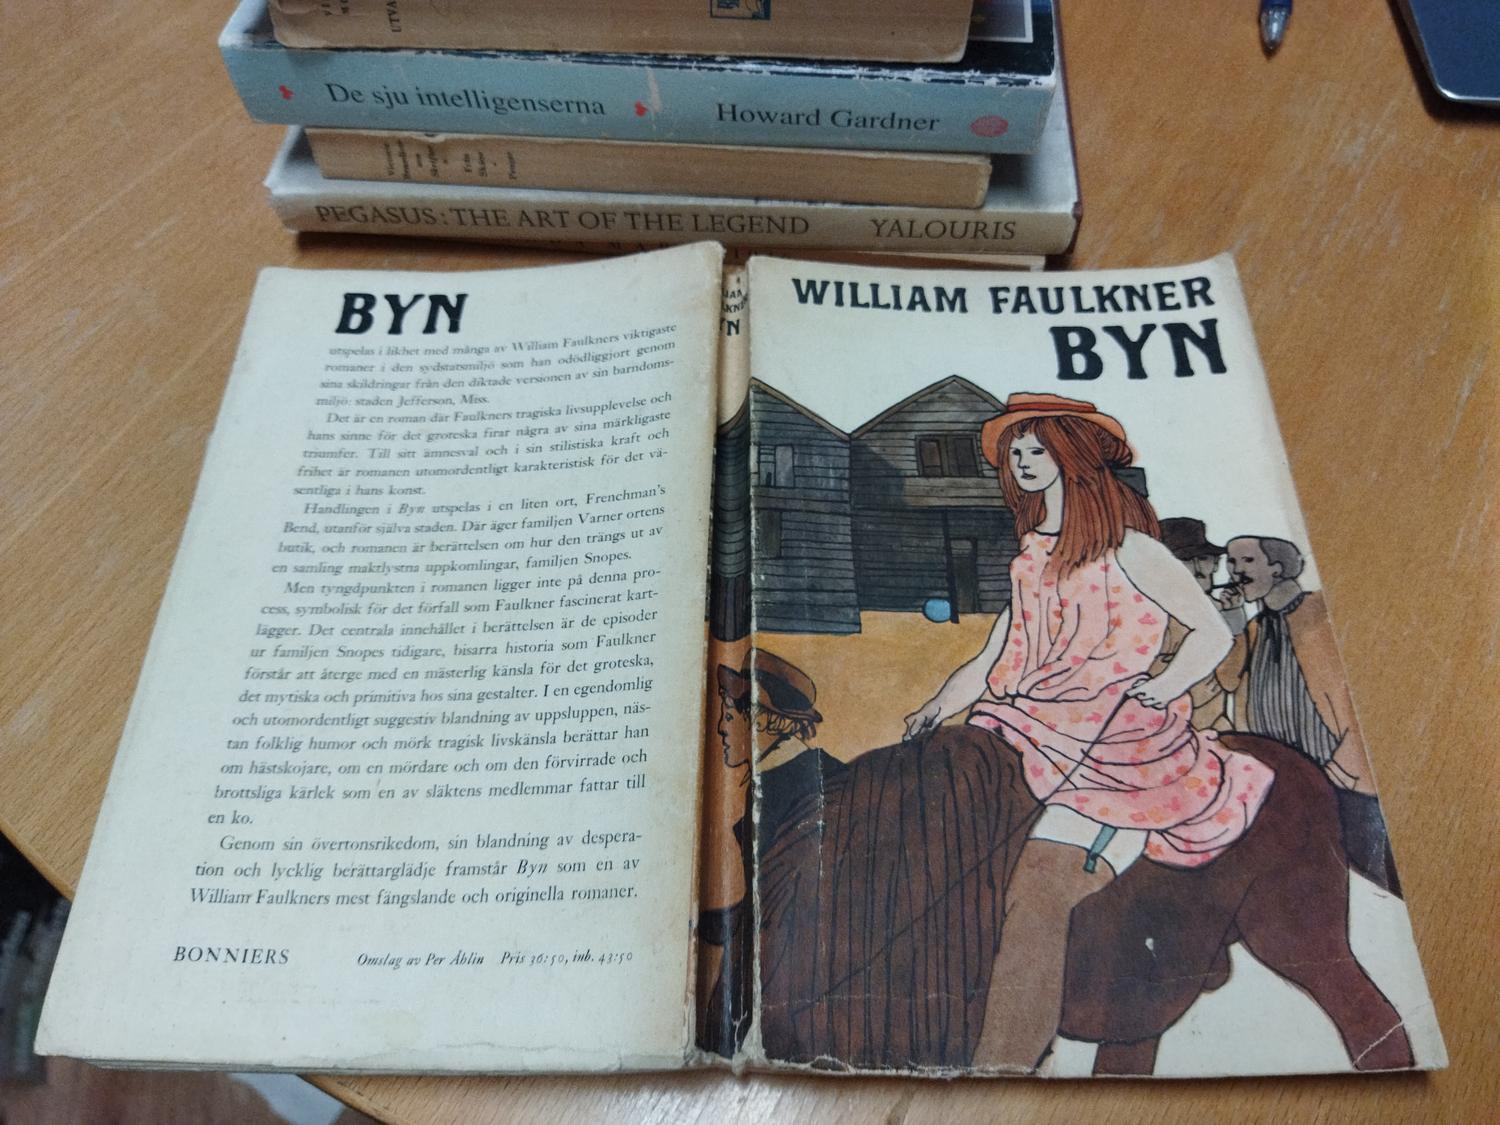 UTVA
De sju intelligenserna Howard Gardner
Från
Skåne
PEGASUS: THE ART OF THE LEGEND YALOURIS
BYN
utspelas i likhet med många av William Faulkners viktigaste
romaner i den sydstatsmiljö som han odödliggjort genom
sina skildringar från den diktade versionen av sin barndoms-
miljö: staden Jefferson, Miss.
Det är en roman där Faulkners tragiska livsupplevelse och
hans sinne för det groteska firar några av sina märkligaste
triumfer. Till sitt ämnesval och i sin stilistiska kraft och
frihet är romanen utomordentligt karakteristisk för det vä-
sentliga i hans konst.
Handlingen i Byn utspelas i en liten ort, Frenchman's
Bend, utanför själva staden. Där äger familjen Varner ortens
butik, och romanen är berättelsen om hur den trängs ut av
en samling maktlystna uppkomlingar, familjen Snopes.
Men tyngdpunkten i romanen ligger inte på denna pro-
cess, symbolisk för det förfall som Faulkner fascinerat kart-
lägger. Det centrala innehållet i berättelsen är de episoder
ur familjen Snopes tidigare, bisarra historia som Faulkner
förstår att återge med en mästerlig känsla för det groteska,
det mytiska och primitiva hos sina gestalter. I en egendomlig
och utomordentligt suggestiv blandning av uppsluppen, näs-
tan folklig humor och mörk tragisk livskänsla berättar han
om hästskojare, om en mördare och om den förvirrade och
brottsliga kärlek som en av släktens medlemmar fattar till
en ko.
Genom sin övertonsrikedom, sin blandning av despera-
tion och lycklig berättarglädje framstår Byn som en av
William Faulkners mest fängslande och originella romaner.
BONNIERS Omslag av Per Åhlin Pris 36:50, inb. 43:50
WILLIAM FAULKNER
BYN